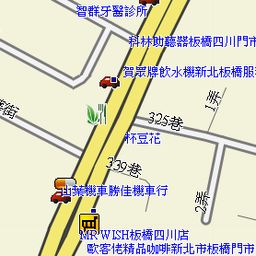 智群牙醫診所
科林助聽器板橋四川門市
賀眾牌飲水機新北板橋服務
325巷
1弄
街
杯豆花
339巷
1弄
山葉機車勝佳機車行
MR.WISH板橋四川店
歐客佬精品咖啡新北市板橋門市